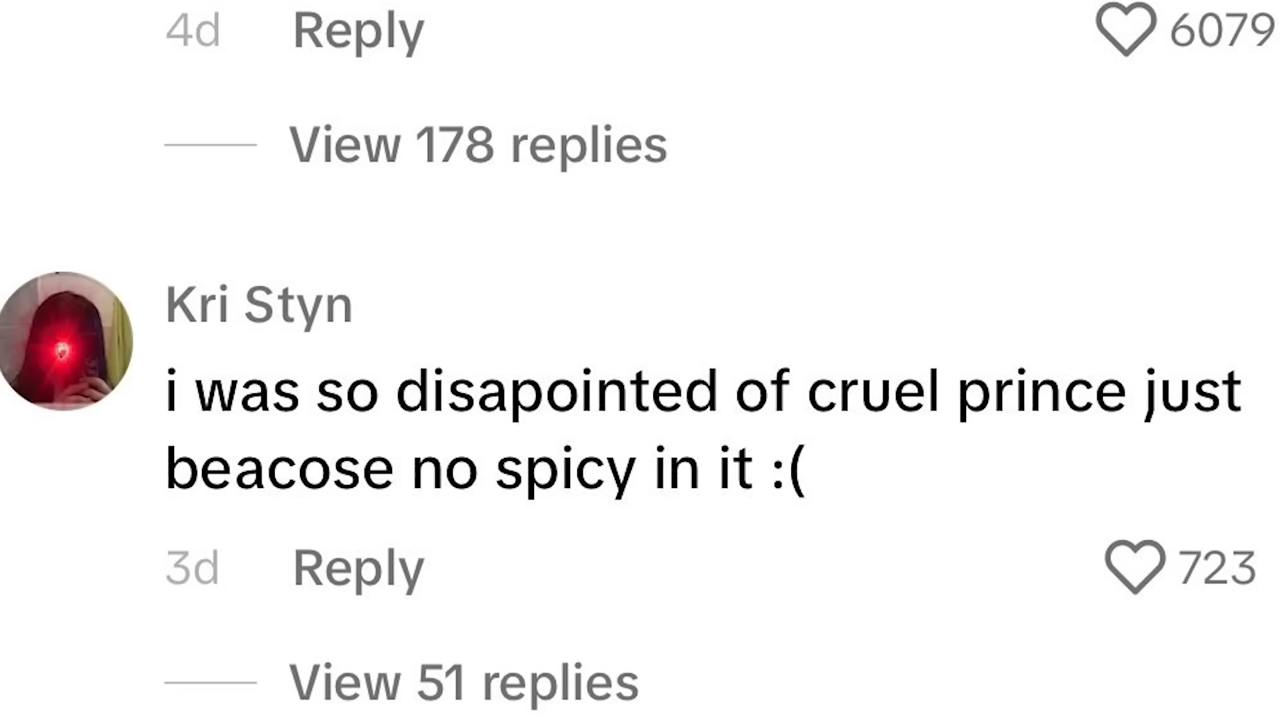 4d Reply 6079
View 178 replies
Kri Styn
i was so disapointed of cruel prince just
beacose no spicy in it :(
3d Reply 723
View 51 replies